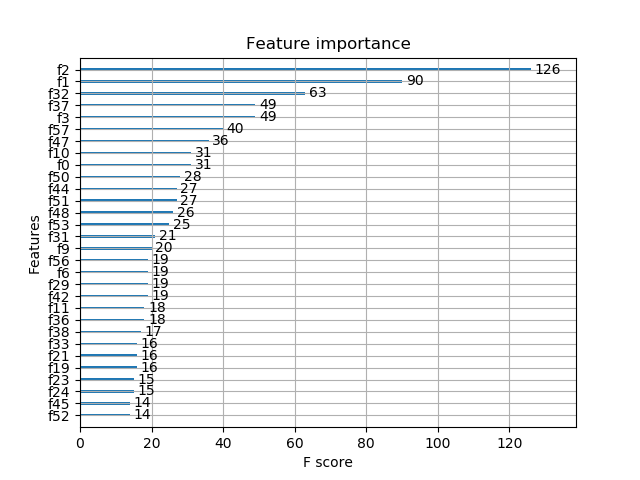 Feature importance
f2 126
f1 90
f32 63
f37 49
f3 49
f57 40
f47 36
f10 31
f0 31
f50 28
f44 27
f51 27
f48 26
f53 25
f31 21
f9 20
f56 19
f6 19
f29 19
f42 19
f11 18
f36 18
f38 17
f33 16
f21 16
f19 16
f23 15
f24 15
f45 14
f52 14
Features
0 20 40 60 80 100 120
F score